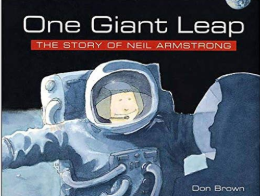 One Giant Leap
THE STORY OF NEIL ARMSTRONG
Don Brown